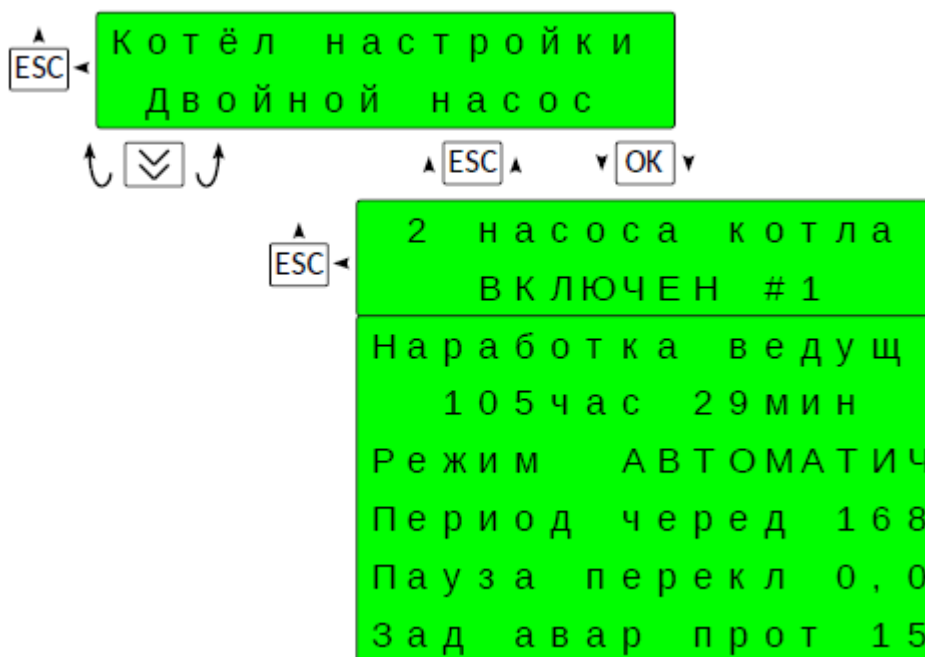 Котёл настройки
ESC
Двойной насос
ESC OK
2 насоса котла
ESC
ВКЛЮЧЕН #1
Наработка ведущ
105час 29мин
Режим АВТОМАТИЧ
Период черед 168
Пауза перекл 0,0
Зад авар прот 15